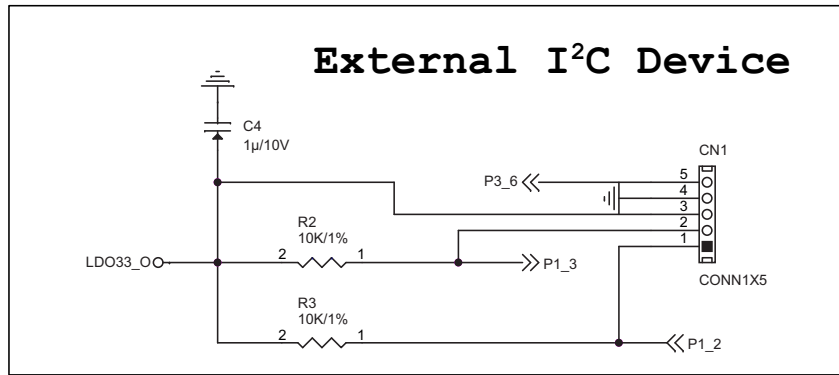 External I²C Device
C4
1µ/10V
CN1
P3_6
5
4
3
2
1
R2
10K/1%
2
1
LDO33_O
P1_3
CONN1X5
R3
10K/1%
2
1
P1_2